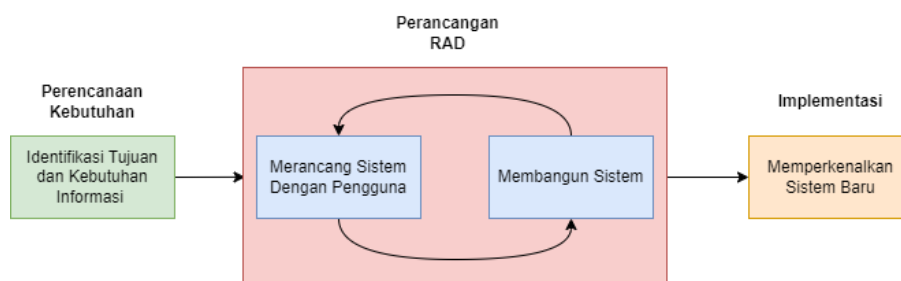 Perancangan
RAD
Perencanaan
Kebutuhan
Implementasi
Identifikasi Tujuan
dan Kebutuhan
Informasi
Merancang Sistem
Dengan Pengguna
Membangun Sistem
Memperkenalkan
Sistem Baru